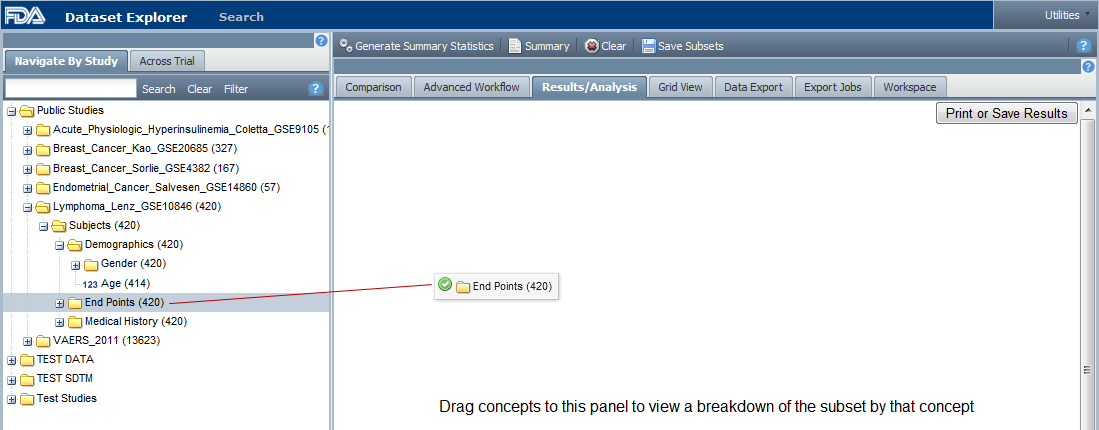 FDA Dataset Explorer Search Utilities
Generate Summary Statistics Summary Clear Save Subsets
Navigate By Study Across Trial
Comparison Advanced Workflow Results/Analysis Grid View Data Export Export Jobs Workspace
Search Clear Filter
Print or Save Results
Public Studies
Acute_Physiologic_Hyperinsulinemia_Coletta_GSE9105 (1
Breast_Cancer_Kao_GSE20685 (327)
Breast_Cancer_Sorlie_GSE4382 (167)
Endometrial_Cancer_Salvesen_GSE14860 (57)
Lymphoma_Lenz_GSE10846 (420)
Subjects (420)
Demographics (420)
Gender (420)
123 Age (414)
End Points (420)
Medical History (420)
VAERS_2011 (13623)
TEST DATA
TEST SDTM
Test Studies
End Points (420)
Drag concepts to this panel to view a breakdown of the subset by that concept